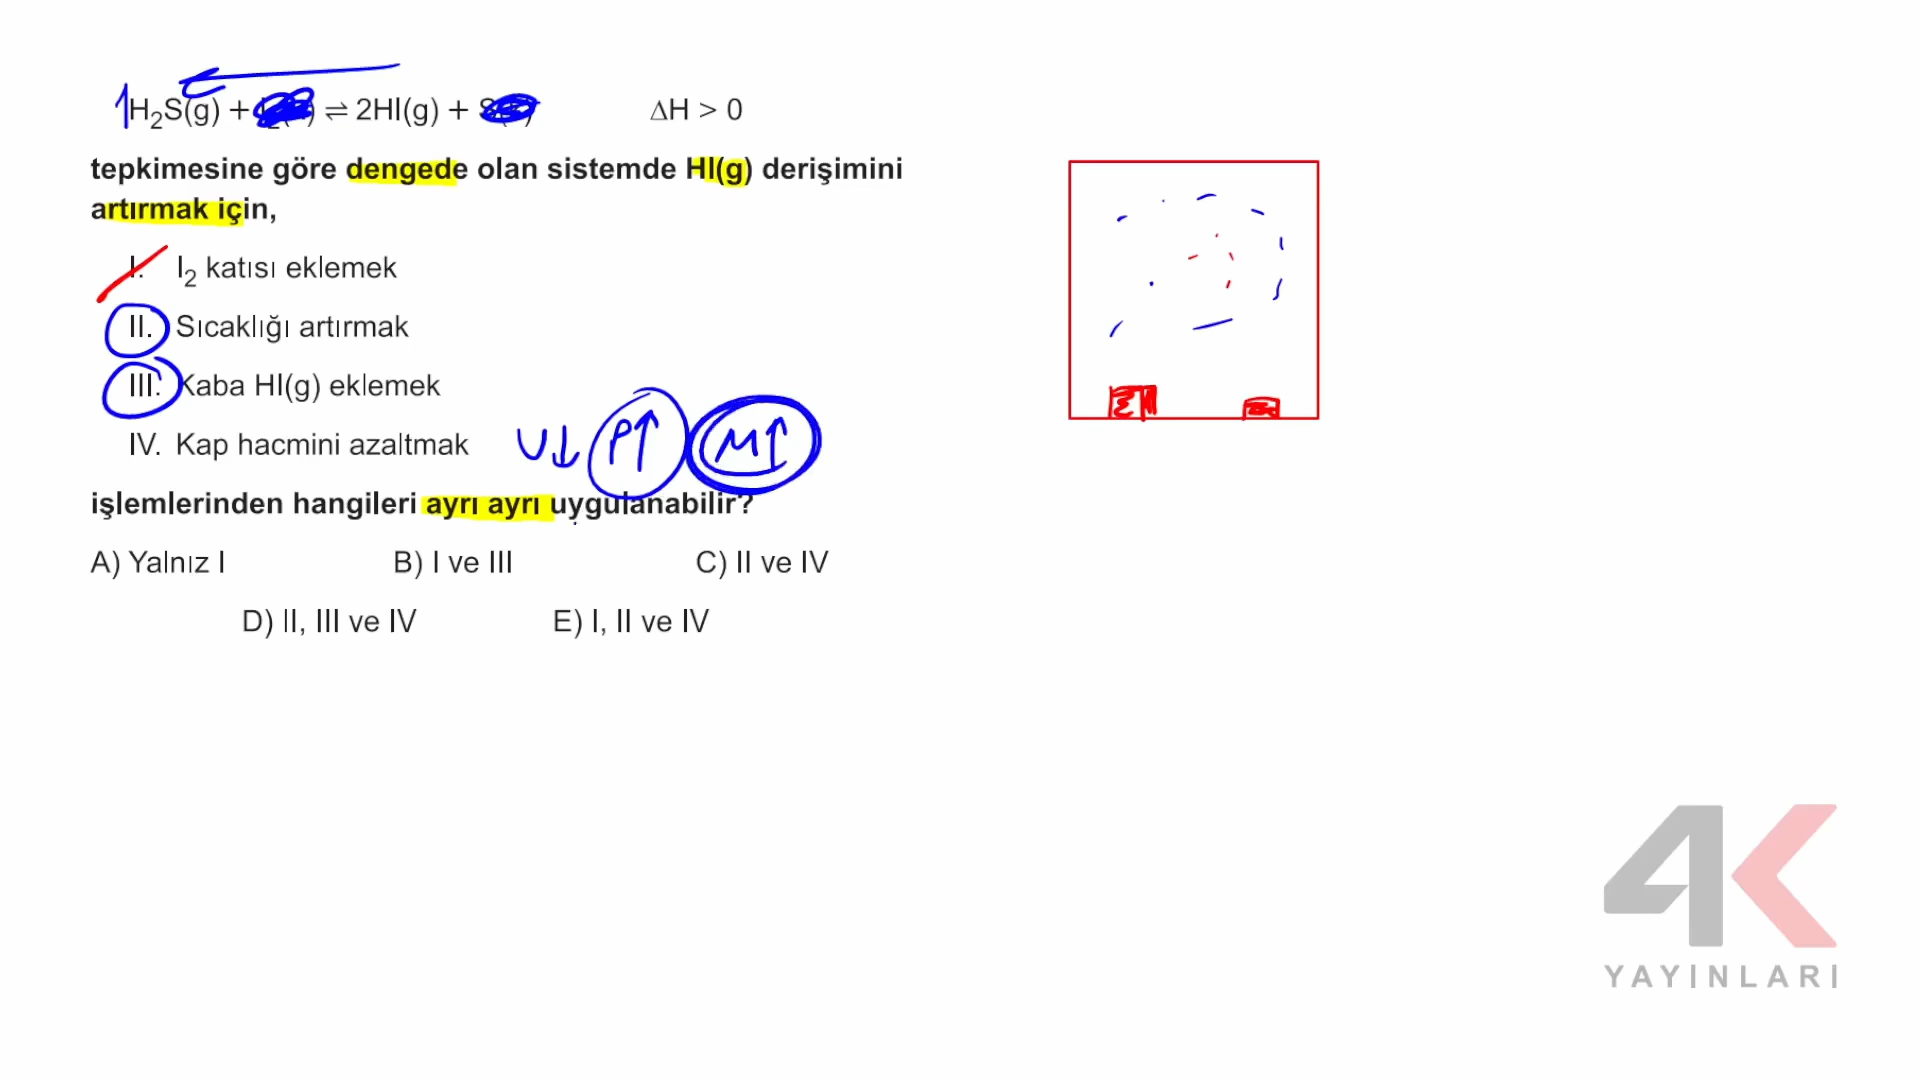 1H₂S(g) + ⇌ 2HI(g) + ΔH > 0
tepkimesine göre dengede olan sistemde HI(g) derişimini
artırmak için,
I. I₂ katısı eklemek
II. Sıcaklığı artırmak
III. Kaba HI(g) eklemek
IV. Kap hacmini azaltmak V↓ P↑ M↑
işlemlerinden hangileri ayrı ayrı uygulanabilir?
A) Yalnız I B) I ve III C) II ve IV
D) II, III ve IV E) I, II ve IV
4K
YAYINLARI